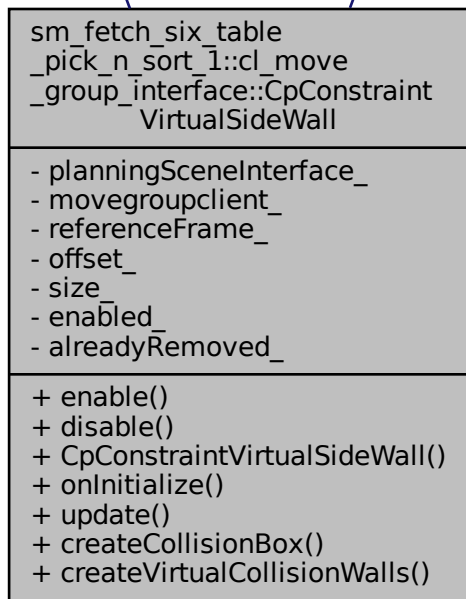 sm_fetch_six_table
_pick_n_sort_1::cl_move
_group_interface::CpConstraint
VirtualSideWall
- planningSceneInterface_
- movegroupclient_
- referenceFrame_
- offset_
- size_
- enabled_
- alreadyRemoved_
+ enable()
+ disable()
+ CpConstraintVirtualSideWall()
+ onInitialize()
+ update()
+ createCollisionBox()
+ createVirtualCollisionWalls()